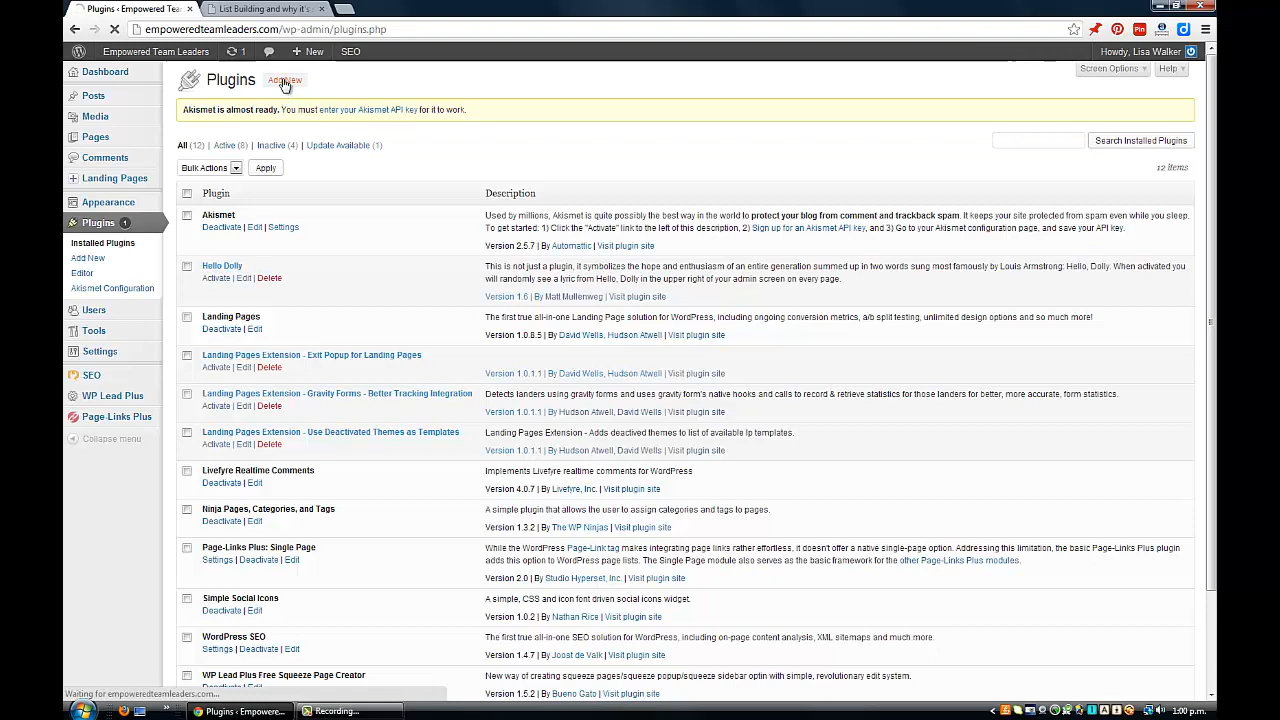 Plugins ‹ Empowered Tea
List Building and why it's
empoweredteamleaders.com/wp-admin/plugins.php
Empowered Team Leaders 1 New SEO Howdy, Lisa Walker
Screen Options Help
Dashboard
Posts
Media
Pages
Comments
Landing Pages
Appearance
Plugins 1
Installed Plugins
Add New
Editor
Akismet Configuration
Users
Tools
Settings
SEO
WP Lead Plus
Page-Links Plus
Collapse menu
Plugins Add New
Akismet is almost ready. You must enter your Akismet API key for it to work.
All (12) | Active (8) | Inactive (4) | Update Available (1)
Search Installed Plugins
Bulk Actions Apply 12 items
Plugin Description
Akismet
Deactivate | Edit | Settings
Used by millions, Akismet is quite possibly the best way in the world to protect your blog from comment and trackback spam. It keeps your site protected from spam even while you sleep.
To get started: 1) Click the "Activate" link to the left of this description, 2) Sign up for an Akismet API key, and 3) Go to your Akismet configuration page, and save your API key.
Version 2.5.7 | By Automattic | Visit plugin site
Hello Dolly
Activate | Edit | Delete
This is not just a plugin, it symbolizes the hope and enthusiasm of an entire generation summed up in two words sung most famously by Louis Armstrong: Hello, Dolly. When activated you
will randomly see a lyric from Hello, Dolly in the upper right of your admin screen on every page.
Version 1.6 | By Matt Mullenweg | Visit plugin site
Landing Pages
Deactivate | Edit
The first true all-in-one Landing Page solution for WordPress, including ongoing conversion metrics, a/b split testing, unlimited design options and so much more!
Version 1.0.8.5 | By David Wells, Hudson Atwell | Visit plugin site
Landing Pages Extension - Exit Popup for Landing Pages
Activate | Edit | Delete
Version 1.0.1.1 | By David Wells, Hudson Atwell | Visit plugin site
Landing Pages Extension - Gravity Forms - Better Tracking Integration
Activate | Edit | Delete
Detects landers using gravity forms and uses gravity form's native hooks and calls to record & retrieve statistics for those landers for better, more accurate, form statistics.
Version 1.0.1.1 | By Hudson Atwell, David Wells | Visit plugin site
Landing Pages Extension - Use Deactivated Themes as Templates
Activate | Edit | Delete
Landing Pages Extension - Adds deactived themes to list of available lp templates.
Version 1.0.1.1 | By Hudson Atwell, David Wells | Visit plugin site
Livefyre Realtime Comments
Deactivate | Edit
Implements Livefyre realtime comments for WordPress
Version 4.0.7 | By Livefyre, Inc. | Visit plugin site
Ninja Pages, Categories, and Tags
Deactivate | Edit
A simple plugin that allows the user to assign categories and tags to pages.
Version 1.3.2 | By The WP Ninjas | Visit plugin site
Page-Links Plus: Single Page
Settings | Deactivate | Edit
While the WordPress Page-Link tag makes integrating page links rather effortless, it doesn't offer a native single-page option. Addressing this limitation, the basic Page-Links Plus plugin
adds this option to WordPress page lists. The Single Page module also serves as the basic framework for the other Page-Links Plus modules.
Version 2.0 | By Studio Hyperset, Inc. | Visit plugin site
Simple Social Icons
Deactivate | Edit
A simple, CSS and icon font driven social icons widget.
Version 1.0.2 | By Nathan Rice | Visit plugin site
WordPress SEO
Settings | Deactivate | Edit
The first true all-in-one SEO solution for WordPress, including on-page content analysis, XML sitemaps and much more.
Version 1.4.7 | By Joost de Valk | Visit plugin site
WP Lead Plus Free Squeeze Page Creator
New way of creating squeeze pages/squeeze popup/squeeze sidebar optin with simple, revolutionary edit system.
Version 1.5.2 | By Bueno Gato | Visit plugin site
Waiting for empoweredteamleaders.com...
Plugins ‹ Empowere... Recording... 1:00 p.m.